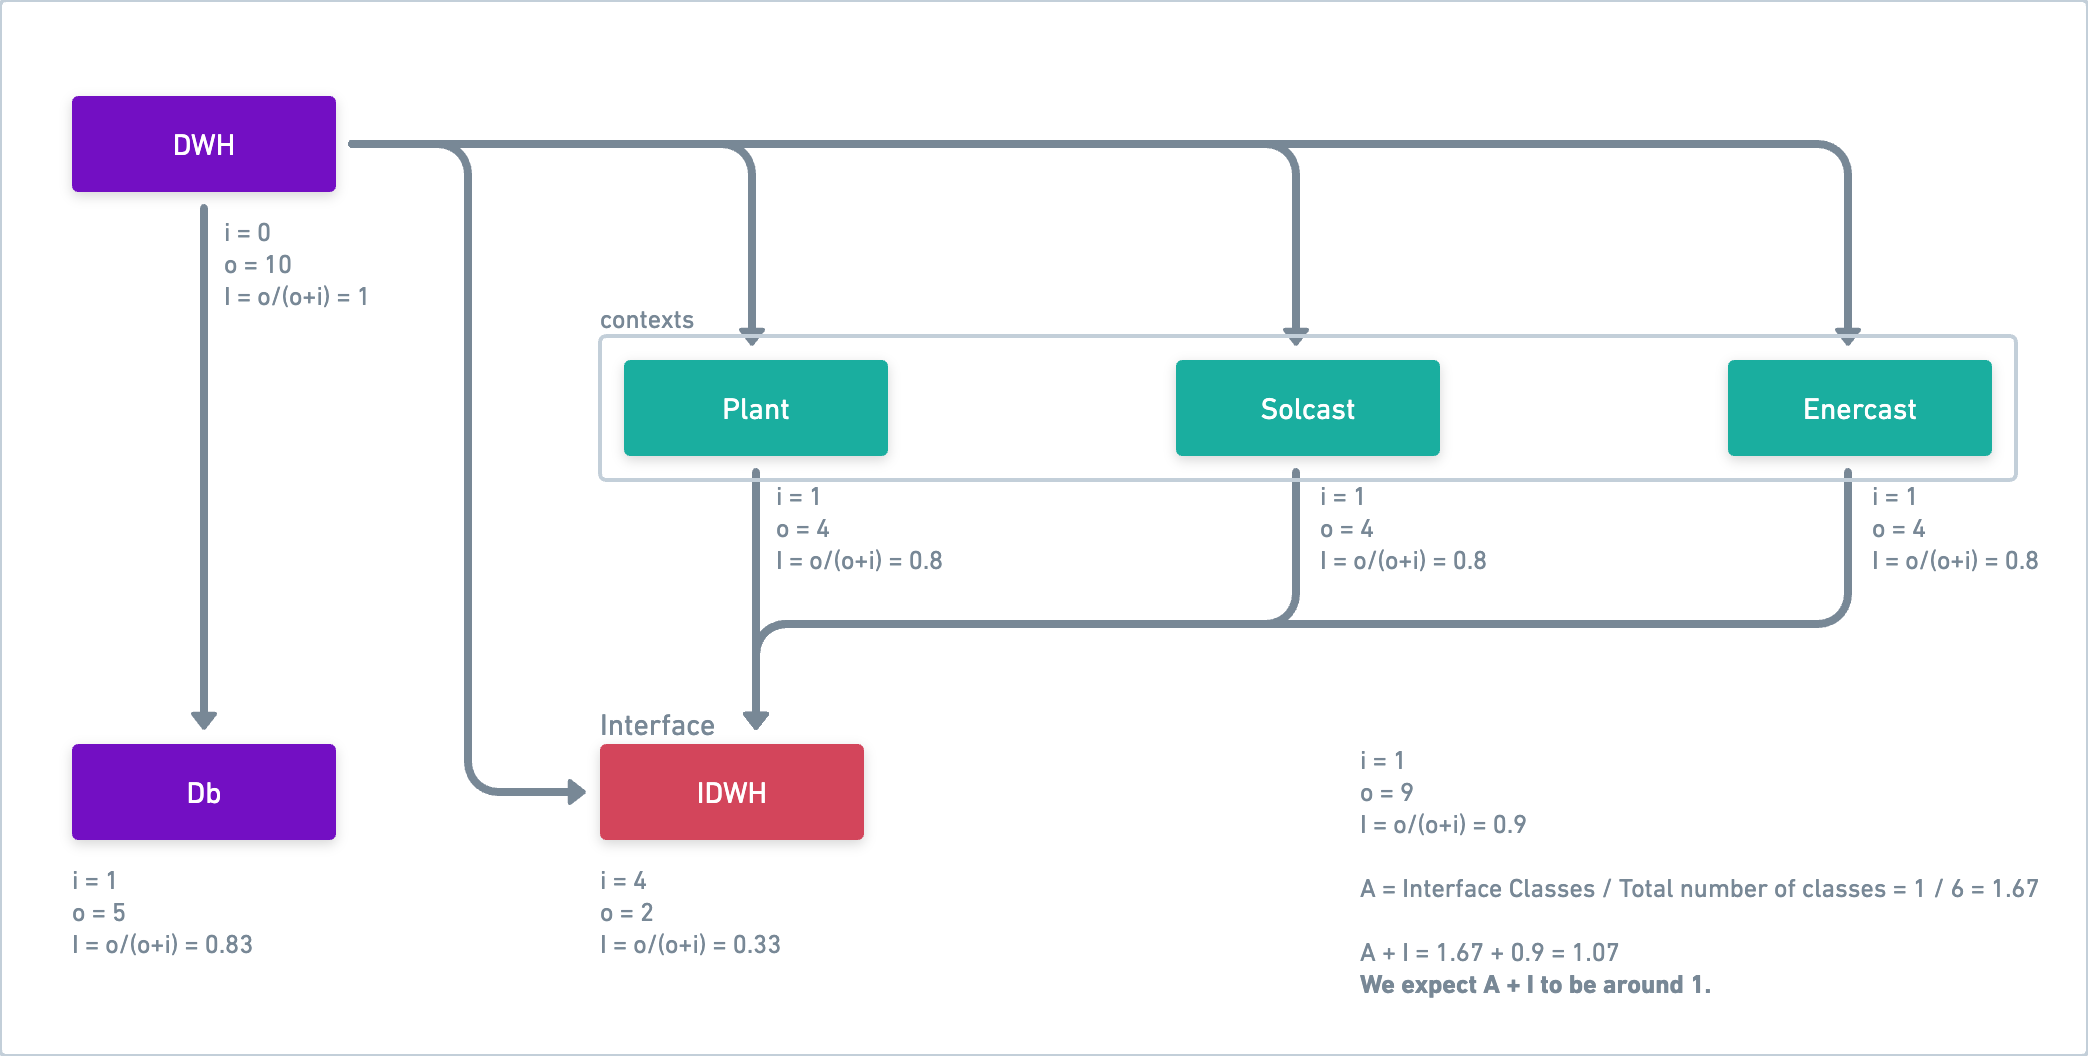 DWH
i = 0
o = 10
I = o/(o+i) = 1
contexts
Plant
Solcast
Enercast
i = 1
o = 4
I = o/(o+i) = 0.8
i = 1
o = 4
I = o/(o+i) = 0.8
i = 1
o = 4
I = o/(o+i) = 0.8
Interface
Db
IDWH
i = 1
o = 5
I = o/(o+i) = 0.83
i = 4
o = 2
I = o/(o+i) = 0.33
i = 1
o = 9
I = o/(o+i) = 0.9
A = Interface Classes / Total number of classes = 1 / 6 = 1.67
A + I = 1.67 + 0.9 = 1.07
We expect A + I to be around 1.